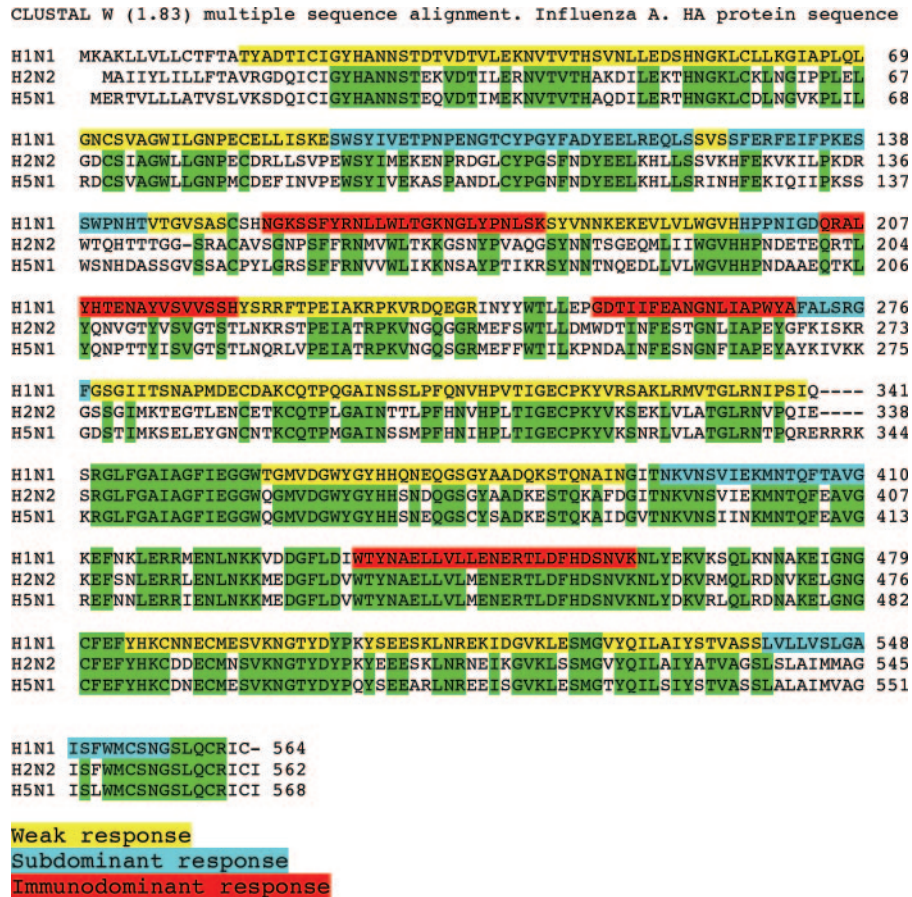 CLUSTAL W (1.83) multiple sequence alignment. Influenza A. HA protein sequence
H1N1 MKAKLLVLLCTFTATYADTICIGYHANNSTDTVDTVLEKNVTVTHSVNLLEDSHNGKLCLLKGIAPLQL 69
H2N2 MAIIYLILLFTAVRGDQICIGYHANNSTEKVDTILERNVTVTHAKDILEKTHNGKLCKLNGIPPLEL 67
H5N1 MERTVLLLATVSLVKSDQICIGYHANNSTEQVDTIMEKNVTVTHAQDILERTHNGKLCDLNGVKPLIL 68
H1N1 GNCSVAGWILGNPECELLISKESWSYIVETPNPENGTCYPGYFADYEELREQLSSVSSFERFEIFPKES 138
H2N2 GDCSIAGWLLGNPECDRLLSVPEWSYIMEKENPRDGLCYPGSFNDYEELKHLLSSVKHFEKVKILPKDR 136
H5N1 RDCSVAGWLLGNPMCDEFINVPEWSYIVEKASPANDLCYPGNFNDYEELKHLLSRINHFEKIQIIPKSS 137
H1N1 SWPNHTVTGVSASCSHNGKSSFYRNLLWLTGKNGLYPNLSKSYVNNKEKEVLVLWGVHHPPNIGDQRAL 207
H2N2 WTQHTTTGG-SRACAVSGNPSFFRNMVWLTKKGSNYPVAQGSYNNTSGEQMLIIWGVHHPNDETEQRTL 204
H5N1 WSNHDASSGVSSACPYLGRSSFFRNVVWLIKKNSAYPTIKRSYNNTNQEDLLVLWGVHHPNDAAEQTKL 206
H1N1 YHTENAYVSVVSSHYSRRFTPEIAKRPKVRDQEGRINYYWTLLEPGDTIIFEANGNLIAPWYAFALSRG 276
H2N2 YQNVGTYVSVGTSTLNKRSTPEIATRPKVNGQGGRMEFSWTLLDMWDTINFESTGNLIAPEYGFKISKR 273
H5N1 YQNPTTYISVGTSTLNQRLVPEIATRPKVNGQSGRMEFFWTILKPNDAINFESNGNFIAPEYAYKIVKK 275
H1N1 FGSGIITSNAPMDECDAKCQTPQGAINSSLPFQNVHPVTIGECPKYVRSAKLRMVTGLRNIPSIQ---- 341
H2N2 GSSGIMKTEGTLENCETKCQTPLGAINTTLPFHNVHPLTIGECPKYVKSEKLVLATGLRNVPQIE---- 338
H5N1 GDSTIMKSELEYGNCNTKCQTPMGAINSSMPFHNIHPLTIGECPKYVKSNRLVLATGLRNTPQRERRRK 344
H1N1 SRGLFGAIAGFIEGGWTGMVDGWYGYHHQNEQGSGYAADQKSTQNAINGITNKVNSVIEKMNTQFTAVG 410
H2N2 SRGLFGAIAGFIEGGWQGMVDGWYGYHHSNDQGSGYAADKESTQKAFDGITNKVNSVIEKMNTQFEAVG 407
H5N1 KRGLFGAIAGFIEGGWQGMVDGWYGYHHSNEQGSCYSADKESTQKAIDGVTNKVNSIINKMNTQFEAVG 413
H1N1 KEFNKLERRMENLNKKVDDGFLDIWTYNAELLVLLENERTLDFHDSNVKNLYEKVKSQLKNNAKEIGNG 479
H2N2 KEFSNLERRLENLNKKMEDGFLDVWTYNAELLVLMENERTLDFHDSNVKNLYDKVRMQLRDNVKELGNG 476
H5N1 REFNNLERRIENLNKKMEDGFLDVWTYNAELLVLMENERTLDFHDSNVKNLYDKVRLQLRDNAKELGNG 482
H1N1 CFEFYHKCNNECMESVKNGTYDYPKYSEESKLNREKIDGVKLESMGVYQILAIYSTVASSLVLLVSLGA 548
H2N2 CFEFYHKCDDECMNSVKNGTYDYPKYEEESKLNRNEIKGVKLSSMGVYQILAIYATVAGSLSLAIMMAG 545
H5N1 CFEFYHKCDNECMESVKNGTYDYPQYSEEARLNREEISGVKLESMGTYQILSIYSTVASSLALAIMVAG 551
H1N1 ISFWMCSNGSLQCRIC- 564
H2N2 ISFWMCSNGSLQCRICI 562
H5N1 ISLWMCSNGSLQCRICI 568
Weak response
Subdominant response
Immunodominant response